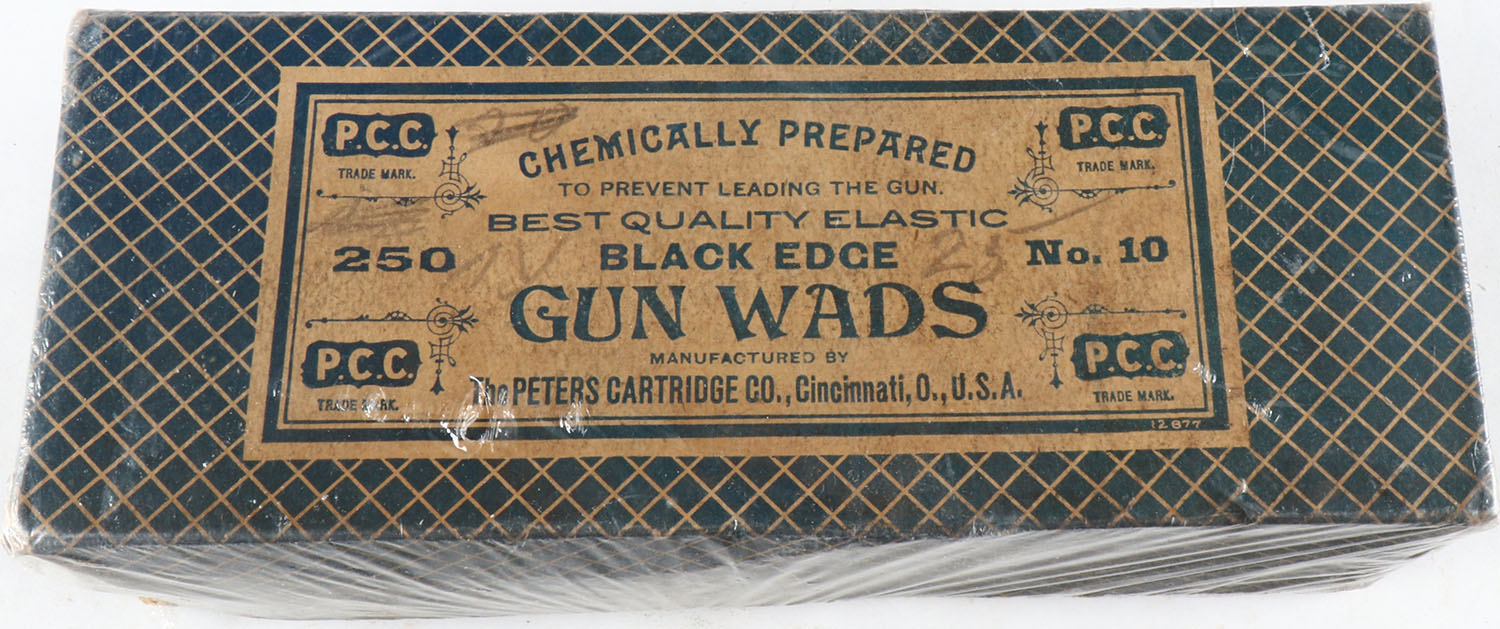 P.C.C. P.C.C.
TRADE MARK. TRADE MARK.
CHEMICALLY PREPARED
TO PREVENT LEADING THE GUN.
BEST QUALITY ELASTIC
250 BLACK EDGE 25 No. 10
GUN WADS
MANUFACTURED BY
P.C.C. P.C.C.
TRADE MARK. TRADE MARK.
The PETERS CARTRIDGE CO., Cincinnati, O., U.S.A.
12877